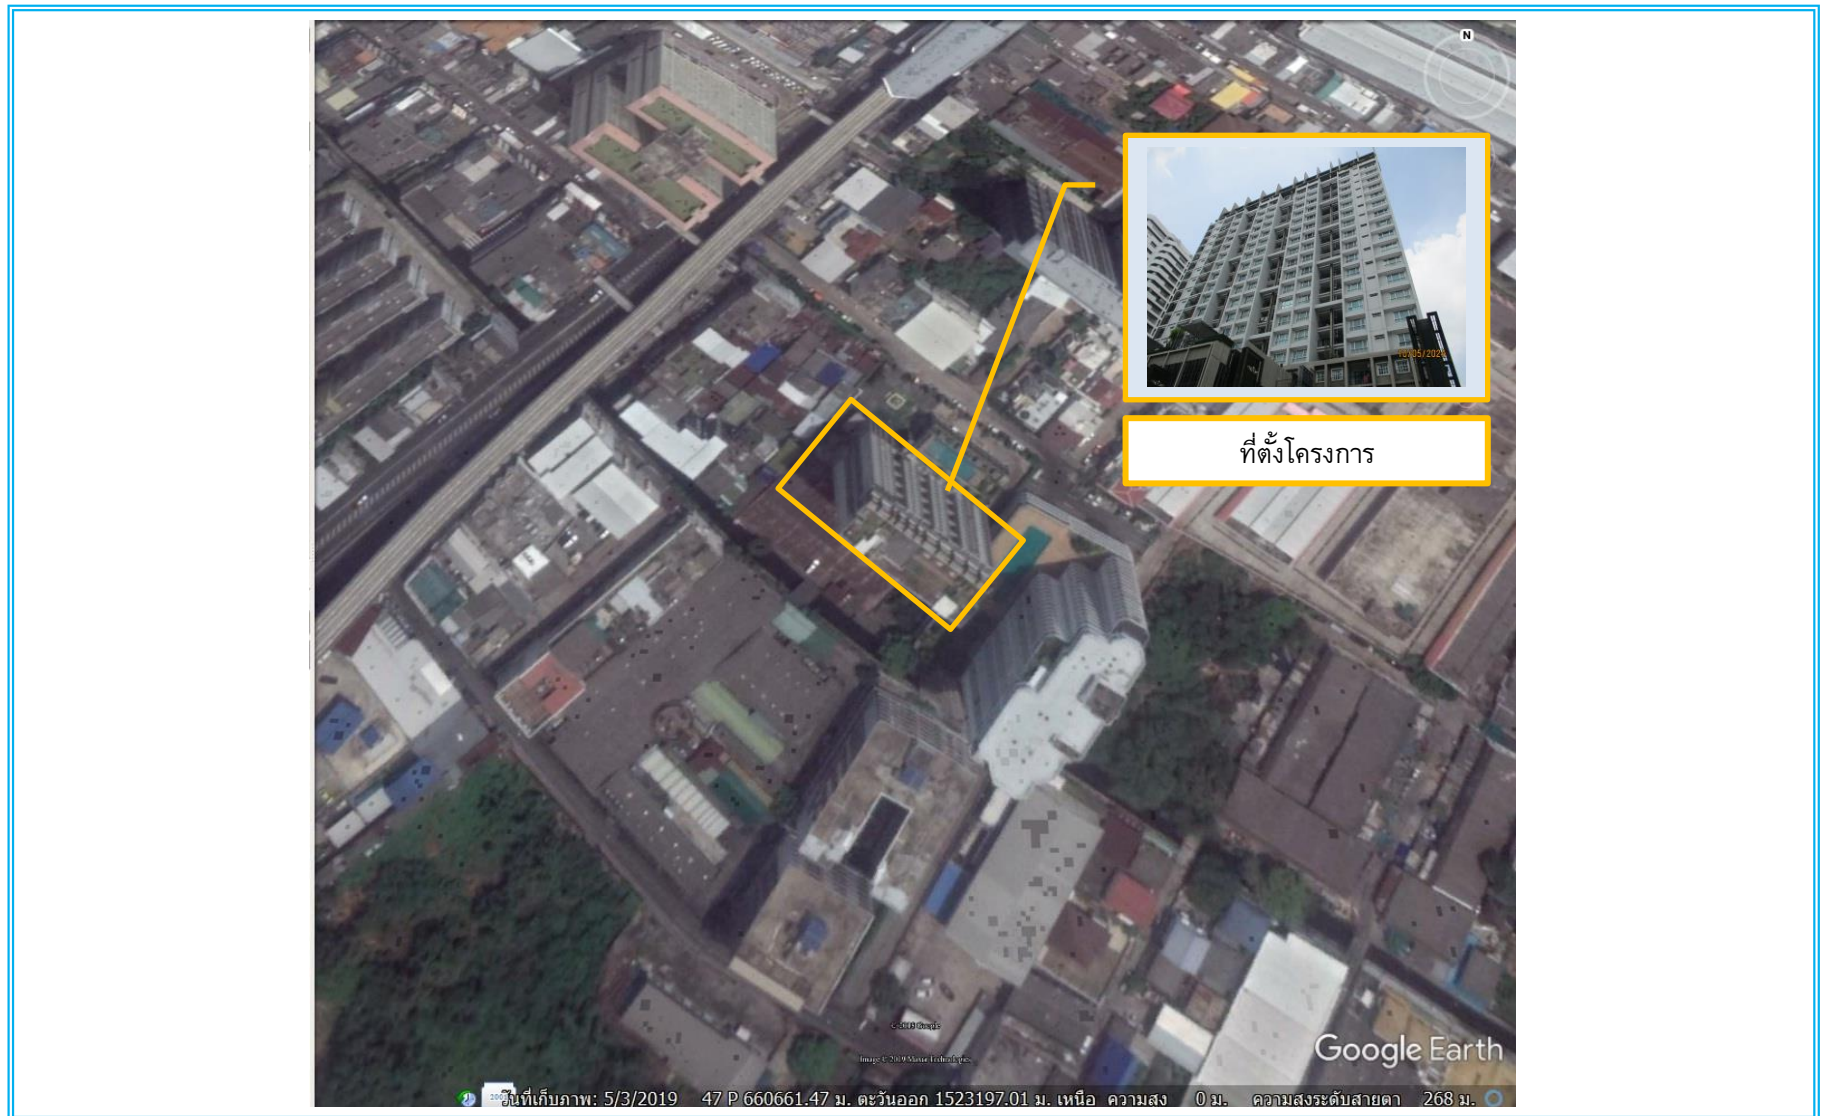 N
ที่ตั้งโครงการ
Google Earth
วันที่เก็บภาพ: 5/3/2019 47 P 660661.47 ม. ตะวันออก 1523197.01 ม. เหนือ ความสูง 0 ม. ความสูงระดับสายตา 268 ม.